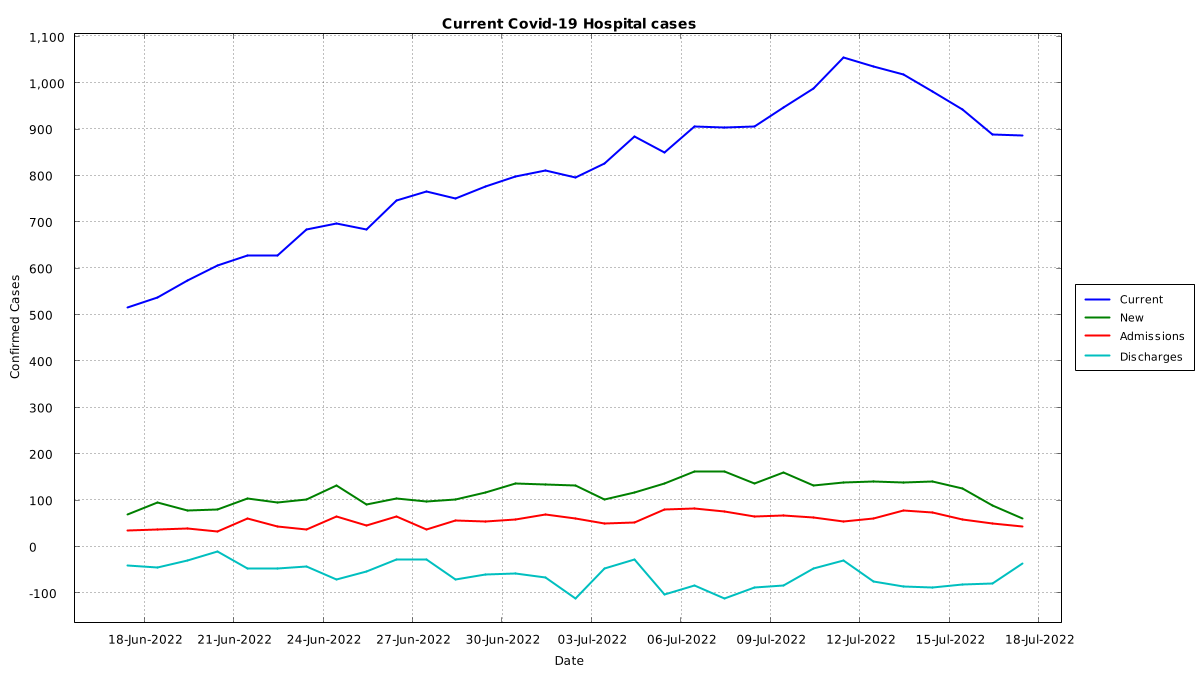 Current Covid-19 Hospital cases
1,100
1,000
900
800
700
600
500
400
300
200
100
0
-100
Confirmed Cases
18-Jun-2022
21-Jun-2022
24-Jun-2022
27-Jun-2022
30-Jun-2022
03-Jul-2022
06-Jul-2022
09-Jul-2022
12-Jul-2022
15-Jul-2022
18-Jul-2022
Date
Current
New
Admissions
Discharges